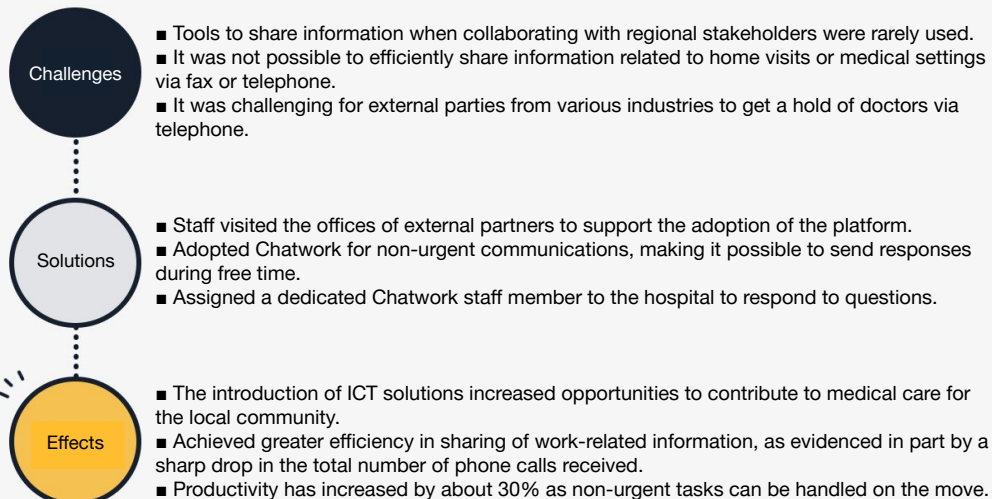 Challenges
■ Tools to share information when collaborating with regional stakeholders were rarely used.
■ It was not possible to efficiently share information related to home visits or medical settings
via fax or telephone.
■ It was challenging for external parties from various industries to get a hold of doctors via
telephone.
Solutions
■ Staff visited the offices of external partners to support the adoption of the platform.
■ Adopted Chatwork for non-urgent communications, making it possible to send responses
during free time.
■ Assigned a dedicated Chatwork staff member to the hospital to respond to questions.
Effects
■ The introduction of ICT solutions increased opportunities to contribute to medical care for
the local community.
■ Achieved greater efficiency in sharing of work-related information, as evidenced in part by a
sharp drop in the total number of phone calls received.
■ Productivity has increased by about 30% as non-urgent tasks can be handled on the move.